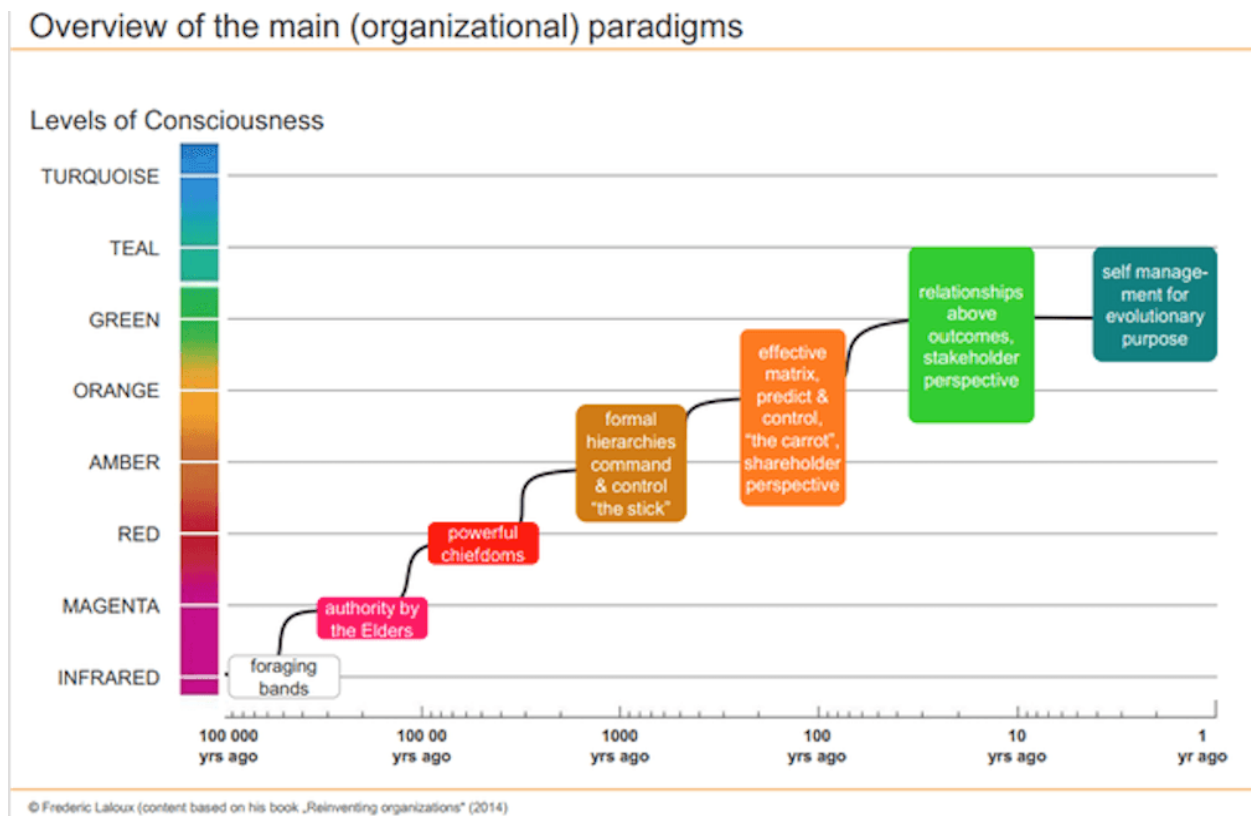 Overview of the main (organizational) paradigms
Levels of Consciousness
TURQUOISE
TEAL
GREEN
ORANGE
AMBER
RED
MAGENTA
INFRARED
foraging
bands
authority by
the Elders
powerful
chiefdoms
formal
hierarchies
command
& control
"the stick"
effective
matrix,
predict &
control,
"the carrot",
shareholder
perspective
relationships
above
outcomes,
stakeholder
perspective
self manage-
ment for
evolutionary
purpose
100 000
yrs ago
100 00
yrs ago
1000
yrs ago
100
yrs ago
10
yrs ago
1
yr ago
© Frederic Laloux (content based on his book „Reinventing organizations" (2014)